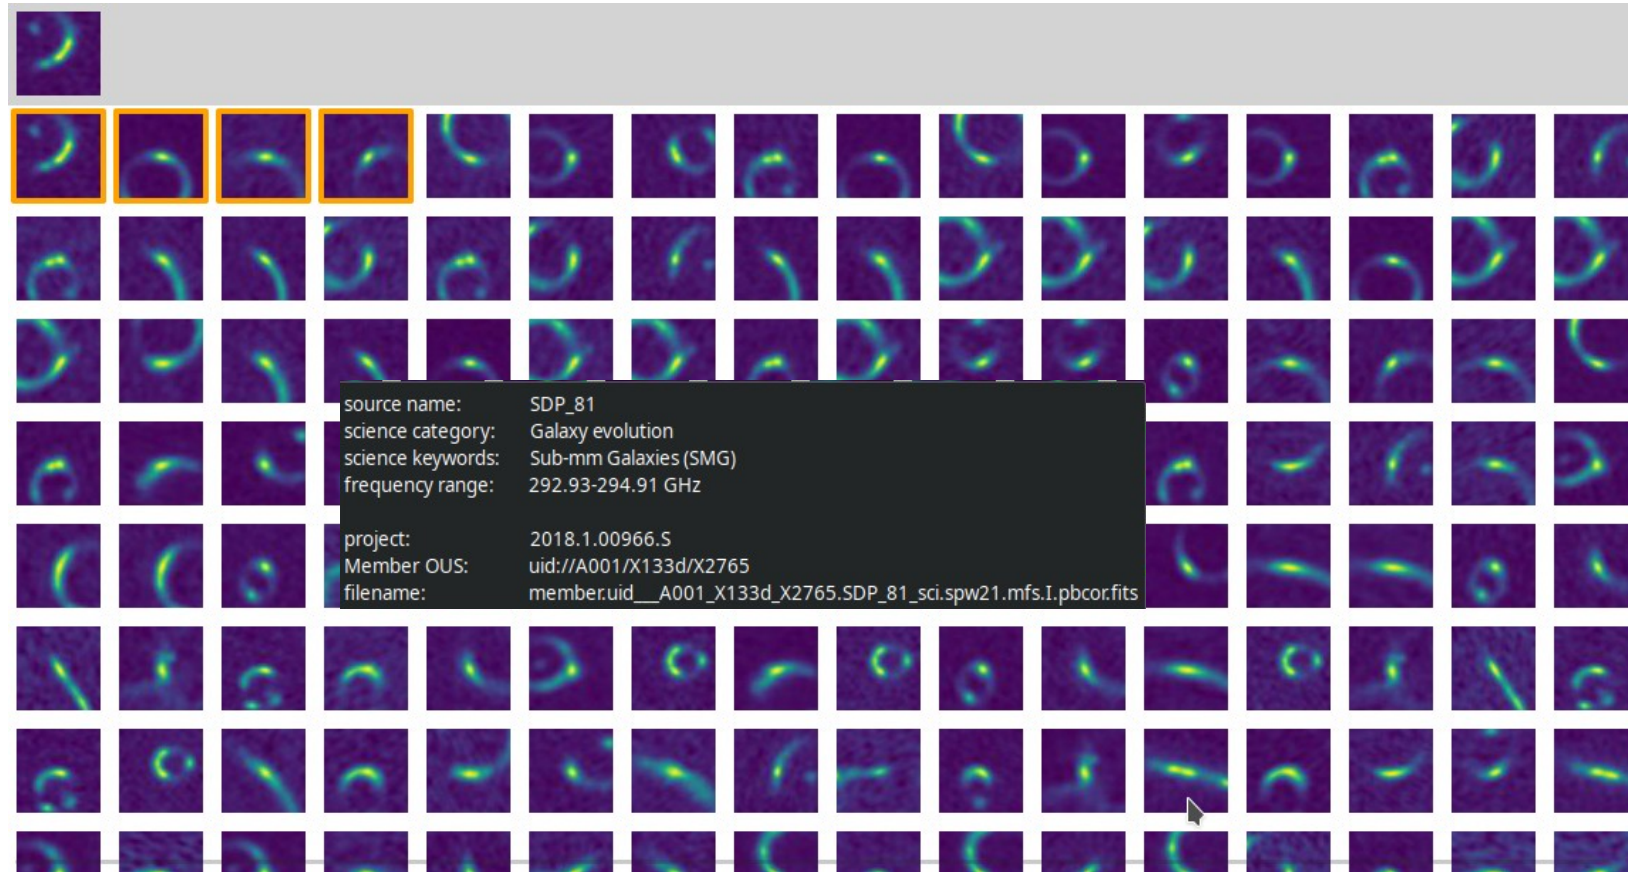 source name: SDP_81
science category: Galaxy evolution
science keywords: Sub-mm Galaxies (SMG)
frequency range: 292.93-294.91 GHz
project: 2018.1.00966.S
Member OUS: uid://A001/X133d/X2765
filename: member.uid___A001_X133d_X2765.SDP_81_sci.spw21.mfs.I.pbcor.fits